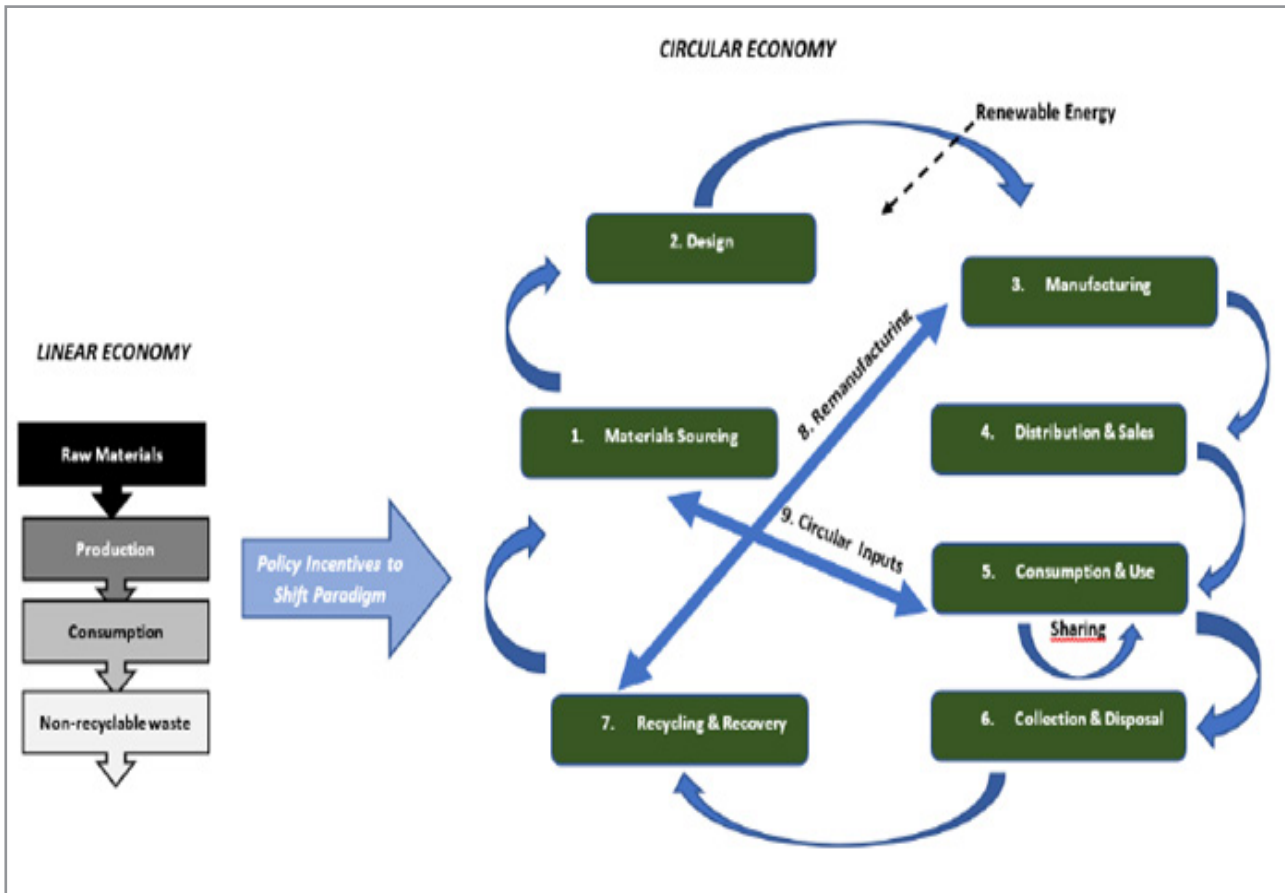 CIRCULAR ECONOMY
Renewable Energy
2. Design
3. Manufacturing
LINEAR ECONOMY
8. Remanufacturing
Raw Materials
1. Materials Sourcing
4. Distribution & Sales
Production
Policy Incentives to
Shift Paradigm
9. Circular Inputs
5. Consumption & Use
Consumption
Sharing
Non-recyclable waste
7. Recycling & Recovery
6. Collection & Disposal